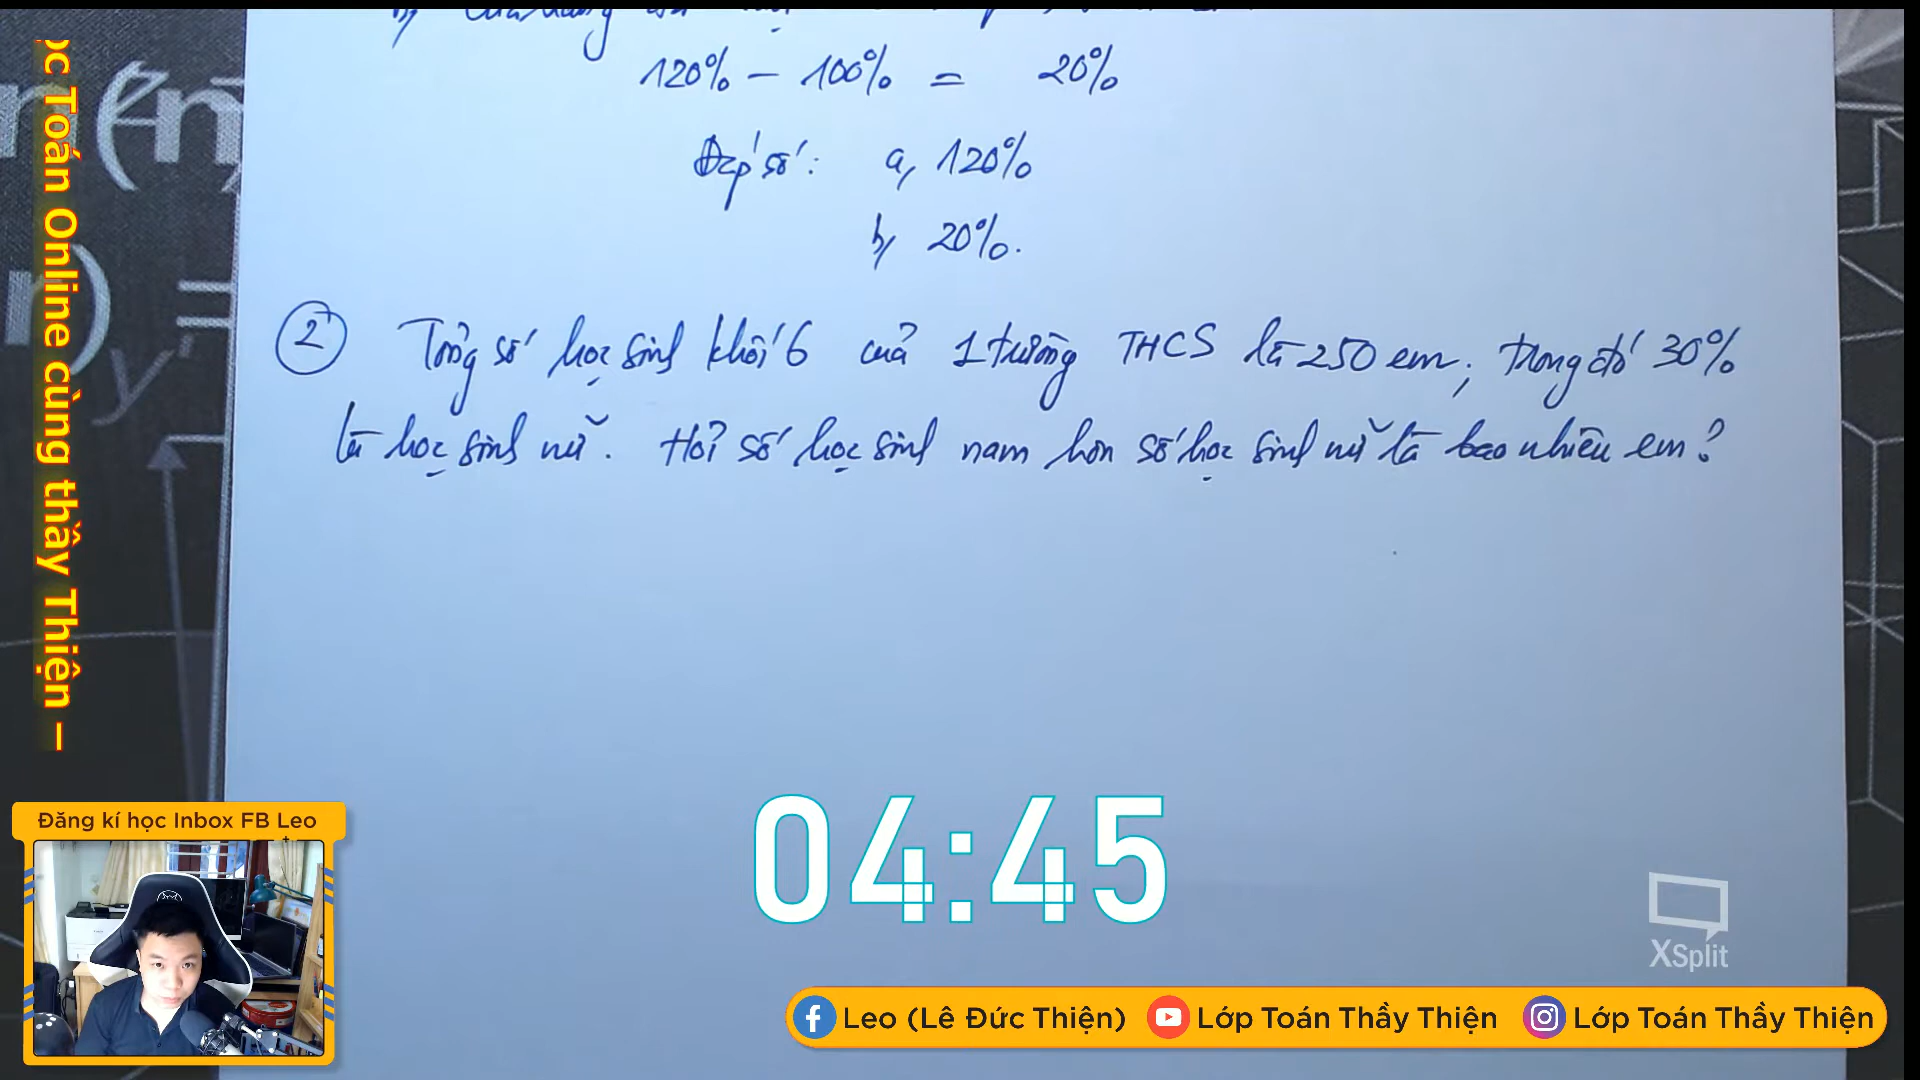 120% – 100% = 20%
Đáp số: a, 120%
b, 20%.
2 Tổng số học sinh khối 6 của 1 trường THCS là 250 em; trong đó 30%
là học sinh nữ. Hỏi số học sinh nam hơn số học sinh nữ là bao nhiêu em?
ọc Toán Online cùng thầy Thiện –
04:45
Đăng kí học Inbox FB Leo
XSplit
Leo (Lê Đức Thiện) Lớp Toán Thầy Thiện Lớp Toán Thầy Thiện